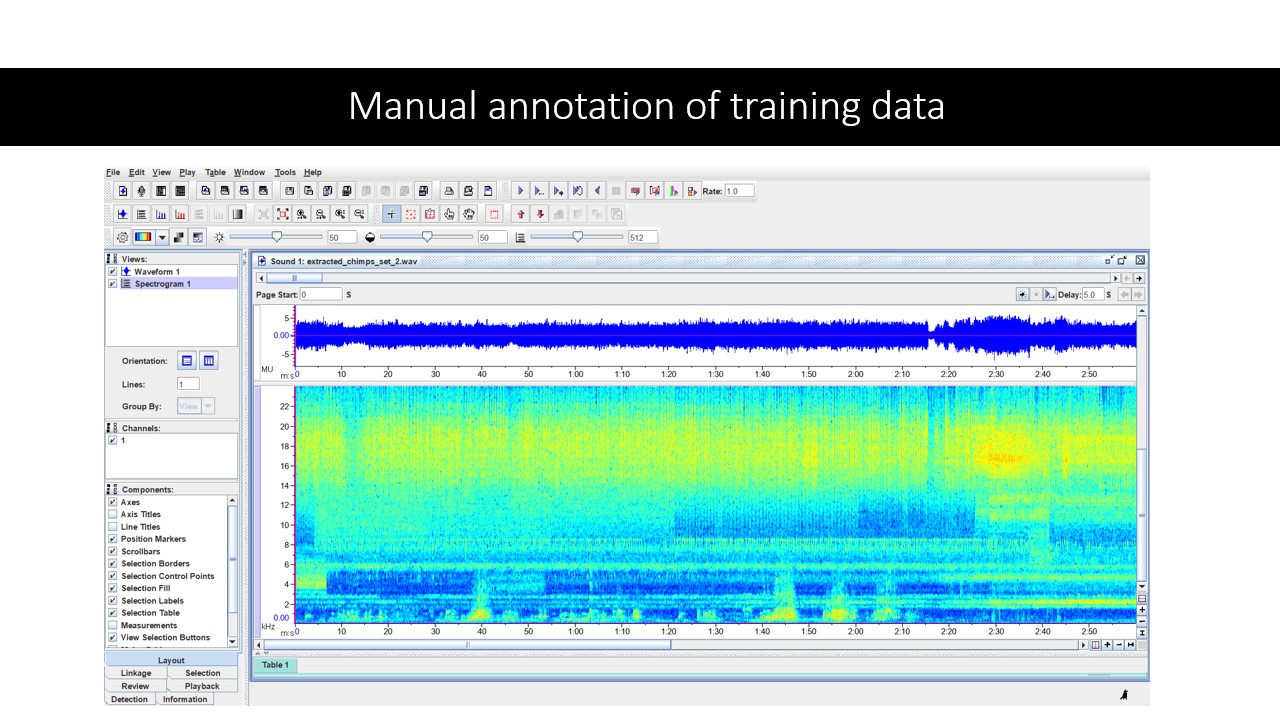 Manual annotation of training data
File Edit View Play Table Window Tools Help
Rate: 1.0
50 50 512
Views:
Waveform 1
Spectrogram 1
Orientation:
Lines: 1
Group By: View
Channels:
1
Components:
Axes
Axis Titles
Line Titles
Position Markers
Scrollbars
Selection Borders
Selection Control Points
Selection Fill
Selection Labels
Selection Table
Measurements
View Selection Buttons
Layout
Linkage Selection
Review Playback
Detection Information
Sound 1: extracted_chimps_set_2.wav
Page Start: 0 S Delay: 5.0 S
5
0.00
-5
MU
m:s 0 10 20 30 40 50 1:00 1:10 1:20 1:30 1:40 1:50 2:00 2:10 2:20 2:30 2:40 2:50
22
20
18
16
14
12
10
8
6
4
2
0.00
kHz
m:s 0 10 20 30 40 50 1:00 1:10 1:20 1:30 1:40 1:50 2:00 2:10 2:20 2:30 2:40 2:50
Table 1